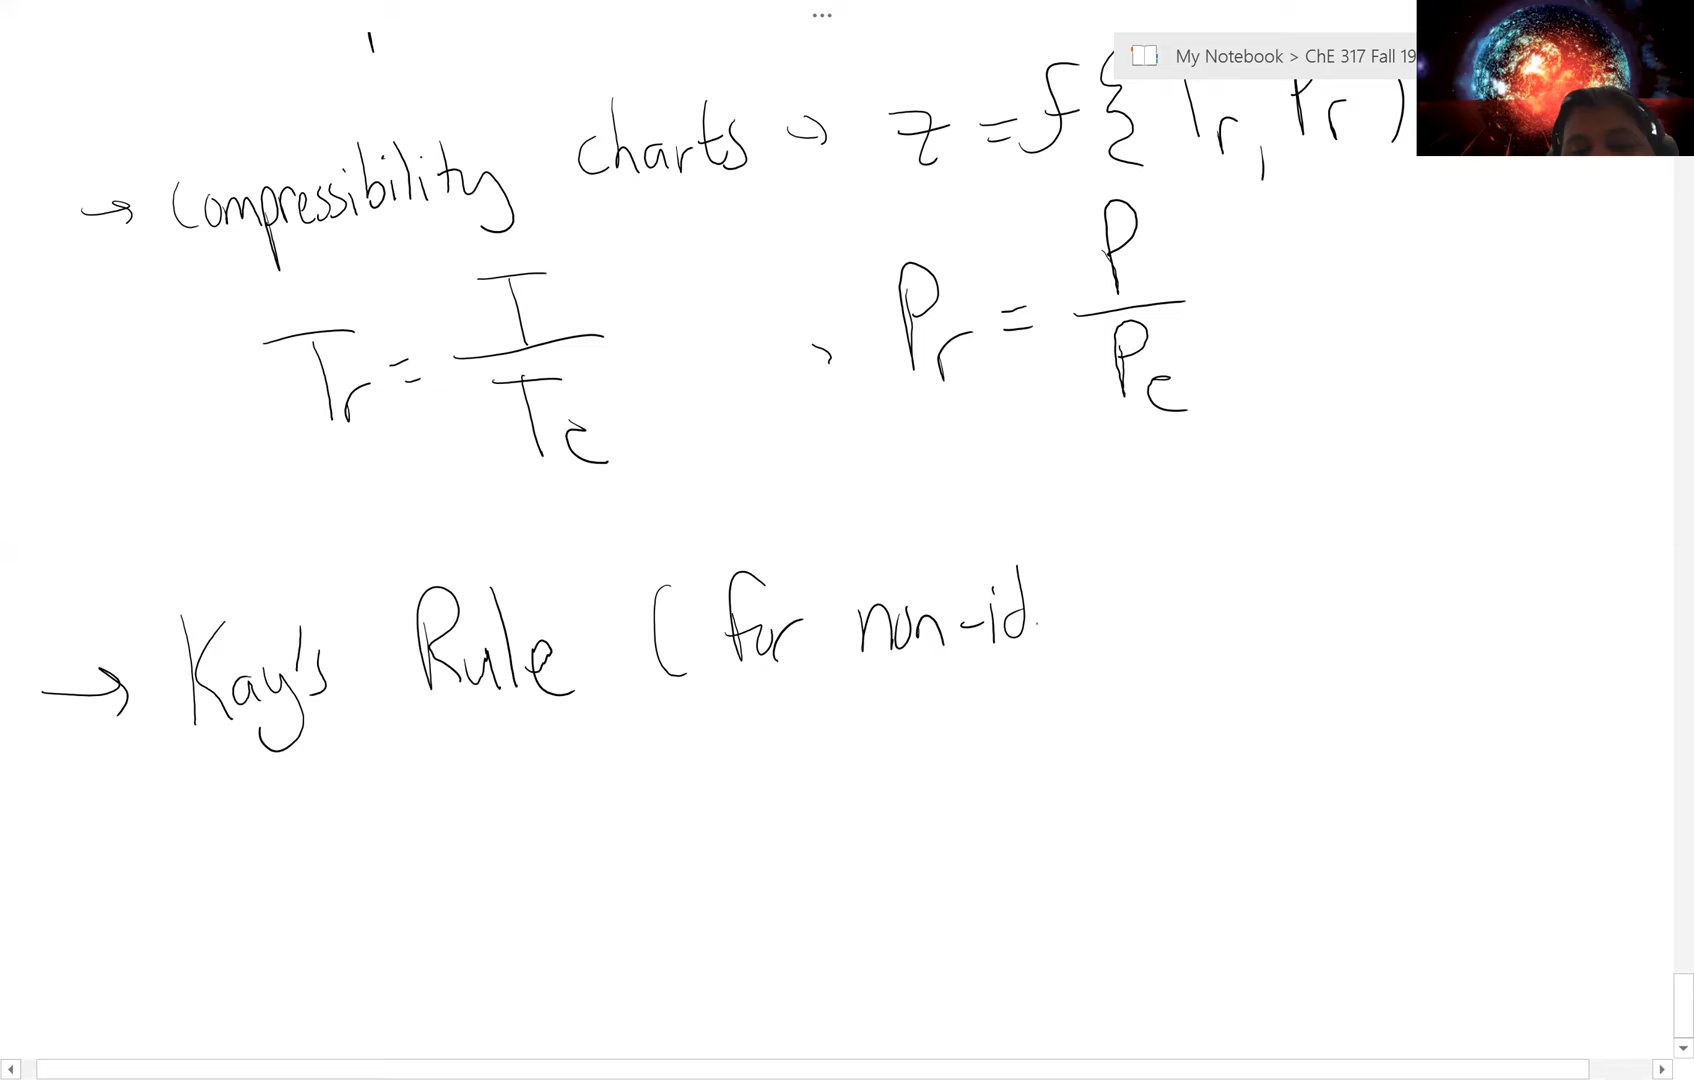 My Notebook > ChE 317 Fall 19
→ Compressibility charts → z = f{Tr, Pr)
Tr = T / Tc , Pr = P / Pc
→ Kay's Rule ( for non-id